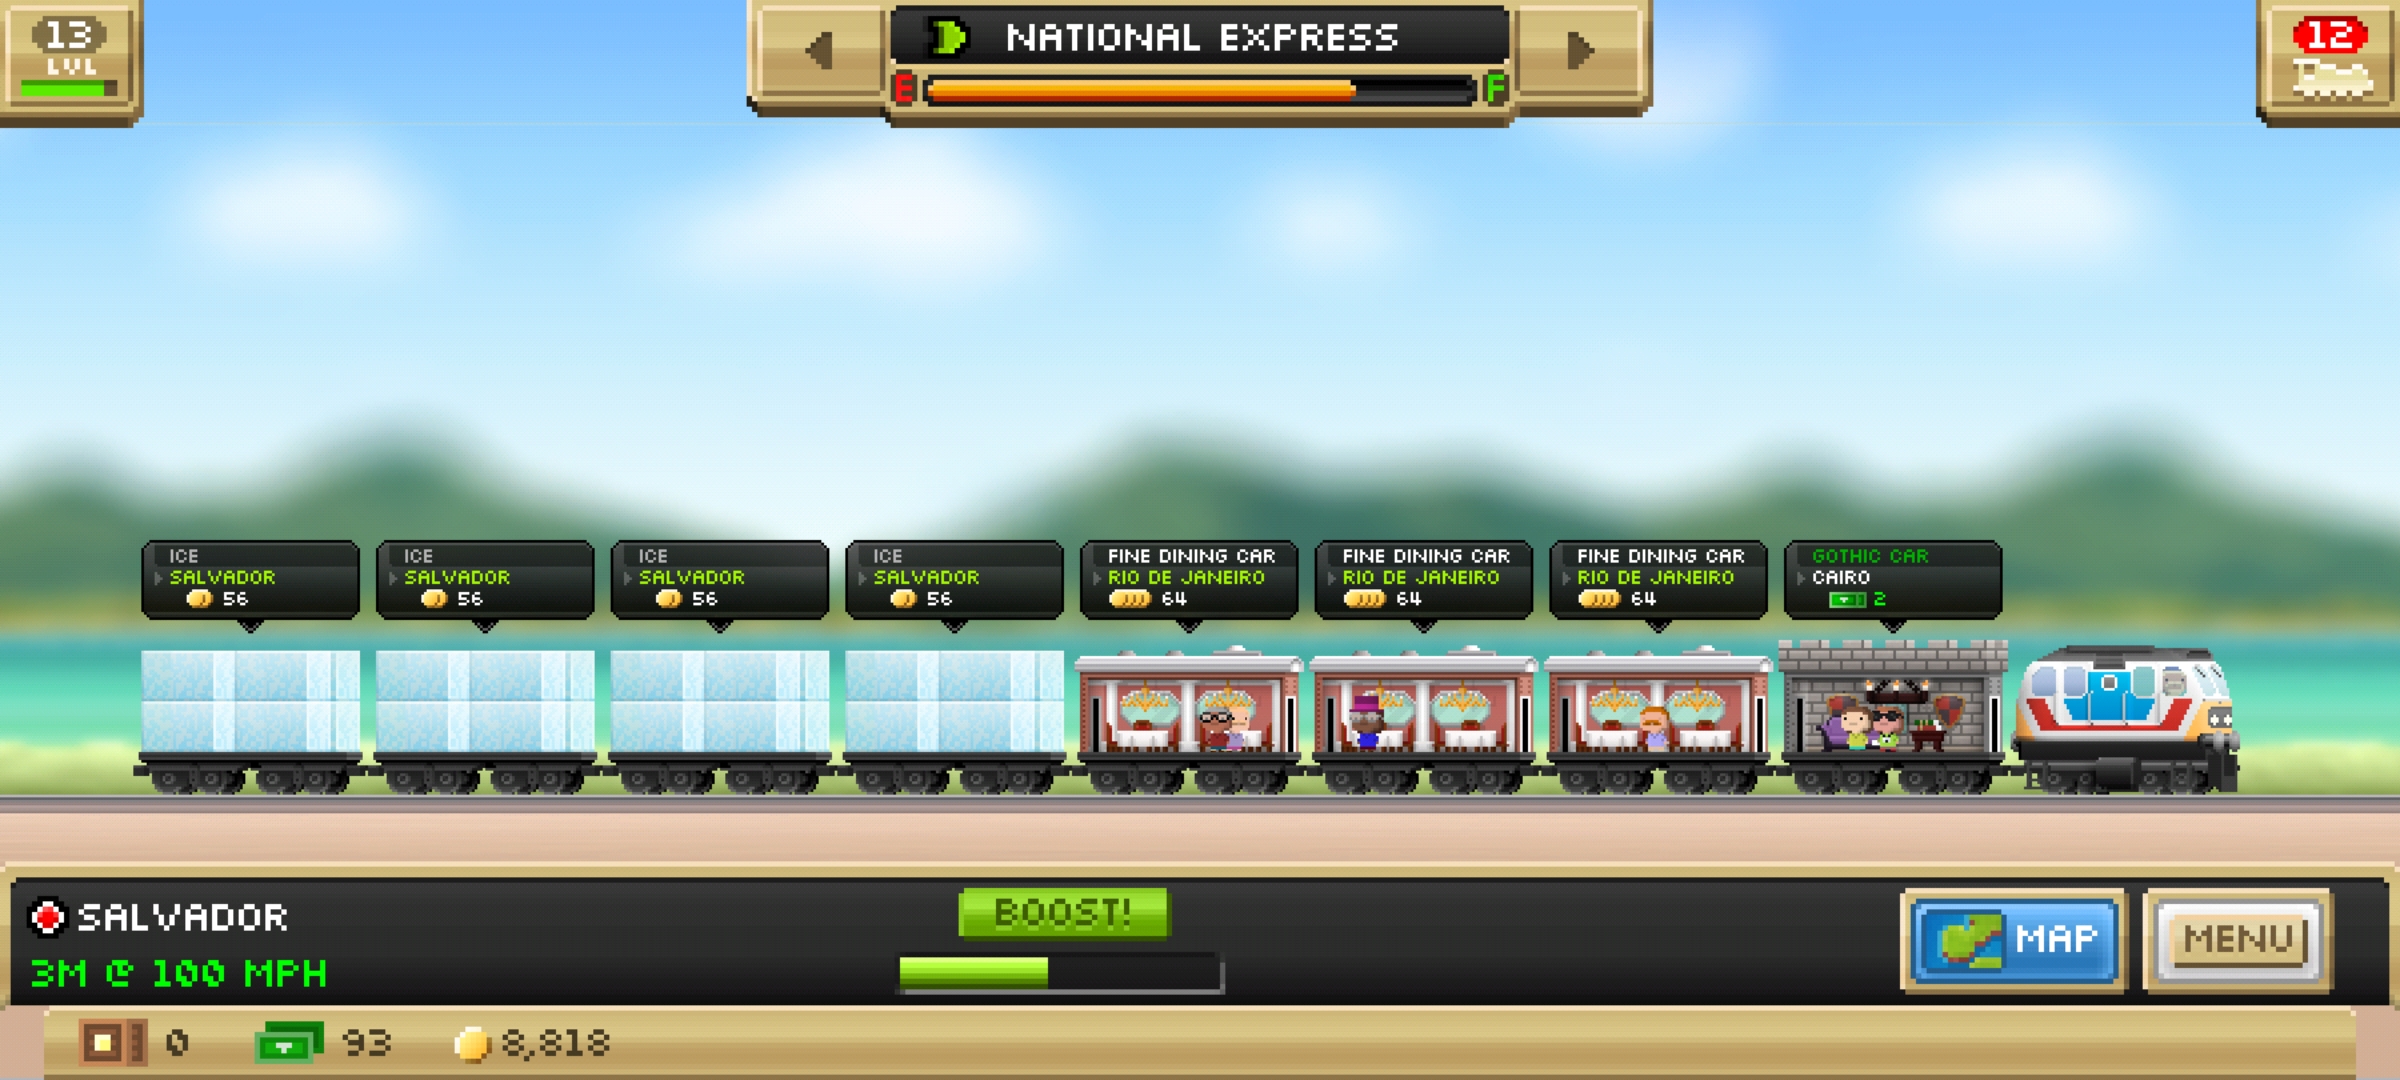 13
LVL
NATIONAL EXPRESS
E
F
12
ICE
SALVADOR
56
ICE
SALVADOR
56
ICE
SALVADOR
56
ICE
SALVADOR
56
FINE DINING CAR
RIO DE JANEIRO
64
FINE DINING CAR
RIO DE JANEIRO
64
FINE DINING CAR
RIO DE JANEIRO
64
GOTHIC CAR
CAIRO
2
SALVADOR
3M @ 100 MPH
BOOST!
MAP
MENU
0
93
8,818